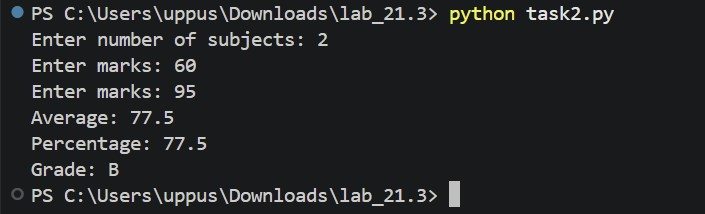 PS C:\Users\uppus\Downloads\lab_21.3> python task2.py
Enter number of subjects: 2
Enter marks: 60
Enter marks: 95
Average: 77.5
Percentage: 77.5
Grade: B
PS C:\Users\uppus\Downloads\lab_21.3>